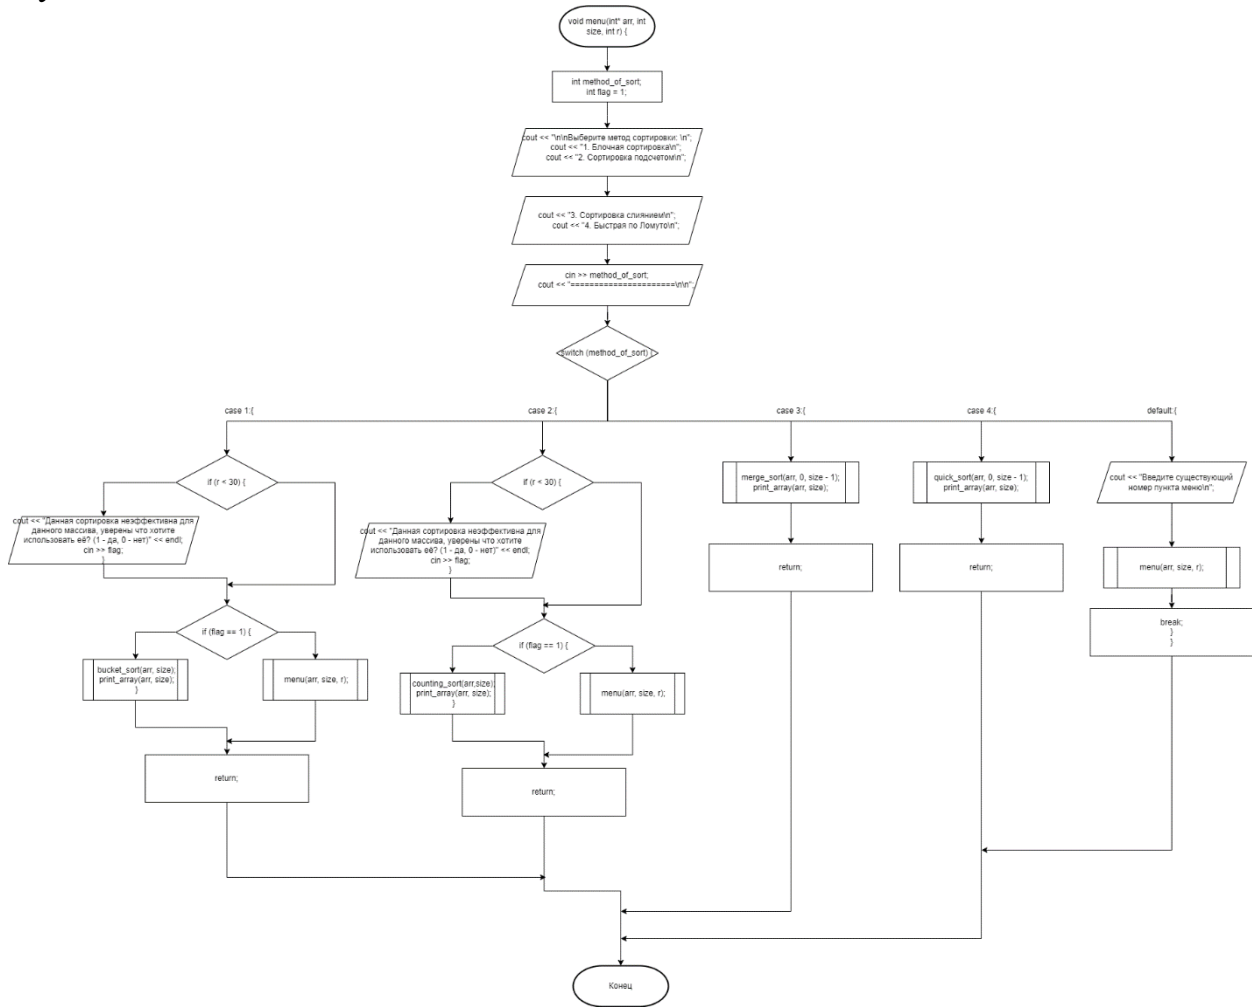 void menu(int* arr, int
size, int r) {
int method_of_sort;
int flag = 1;
cout << "\n\nВыберите метод сортировки: \n";
cout << "1. Блочная сортировка\n";
cout << "2. Сортировка подсчетом\n";
cout << "3. Сортировка слиянием\n";
cout << "4. Быстрая по Ломуто\n";
cin >> method_of_sort;
cout << "======================\n\n";
switch (method_of_sort)
case 1:{
case 2:{
case 3:{
case 4:{
default:{
if (r < 30) {
cout << "Данная сортировка неэффективна для
данного массива, уверены что хотите
использовать её? (1 - да, 0 - нет)" << endl;
cin >> flag;
}
if (flag == 1) {
bucket_sort(arr, size);
print_array(arr, size);
}
menu(arr, size, r);
return;
if (r < 30) {
cout << "Данная сортировка неэффективна для
данного массива, уверены что хотите
использовать её? (1 - да, 0 - нет)" << endl;
cin >> flag;
}
if (flag == 1) {
counting_sort(arr,size);
print_array(arr, size);
}
menu(arr, size, r);
return;
merge_sort(arr, 0, size - 1);
print_array(arr, size);
return;
quick_sort(arr, 0, size - 1);
print_array(arr, size);
return;
cout << "Введите существующий
номер пункта меню\n";
menu(arr, size, r);
break;
}
}
Конец